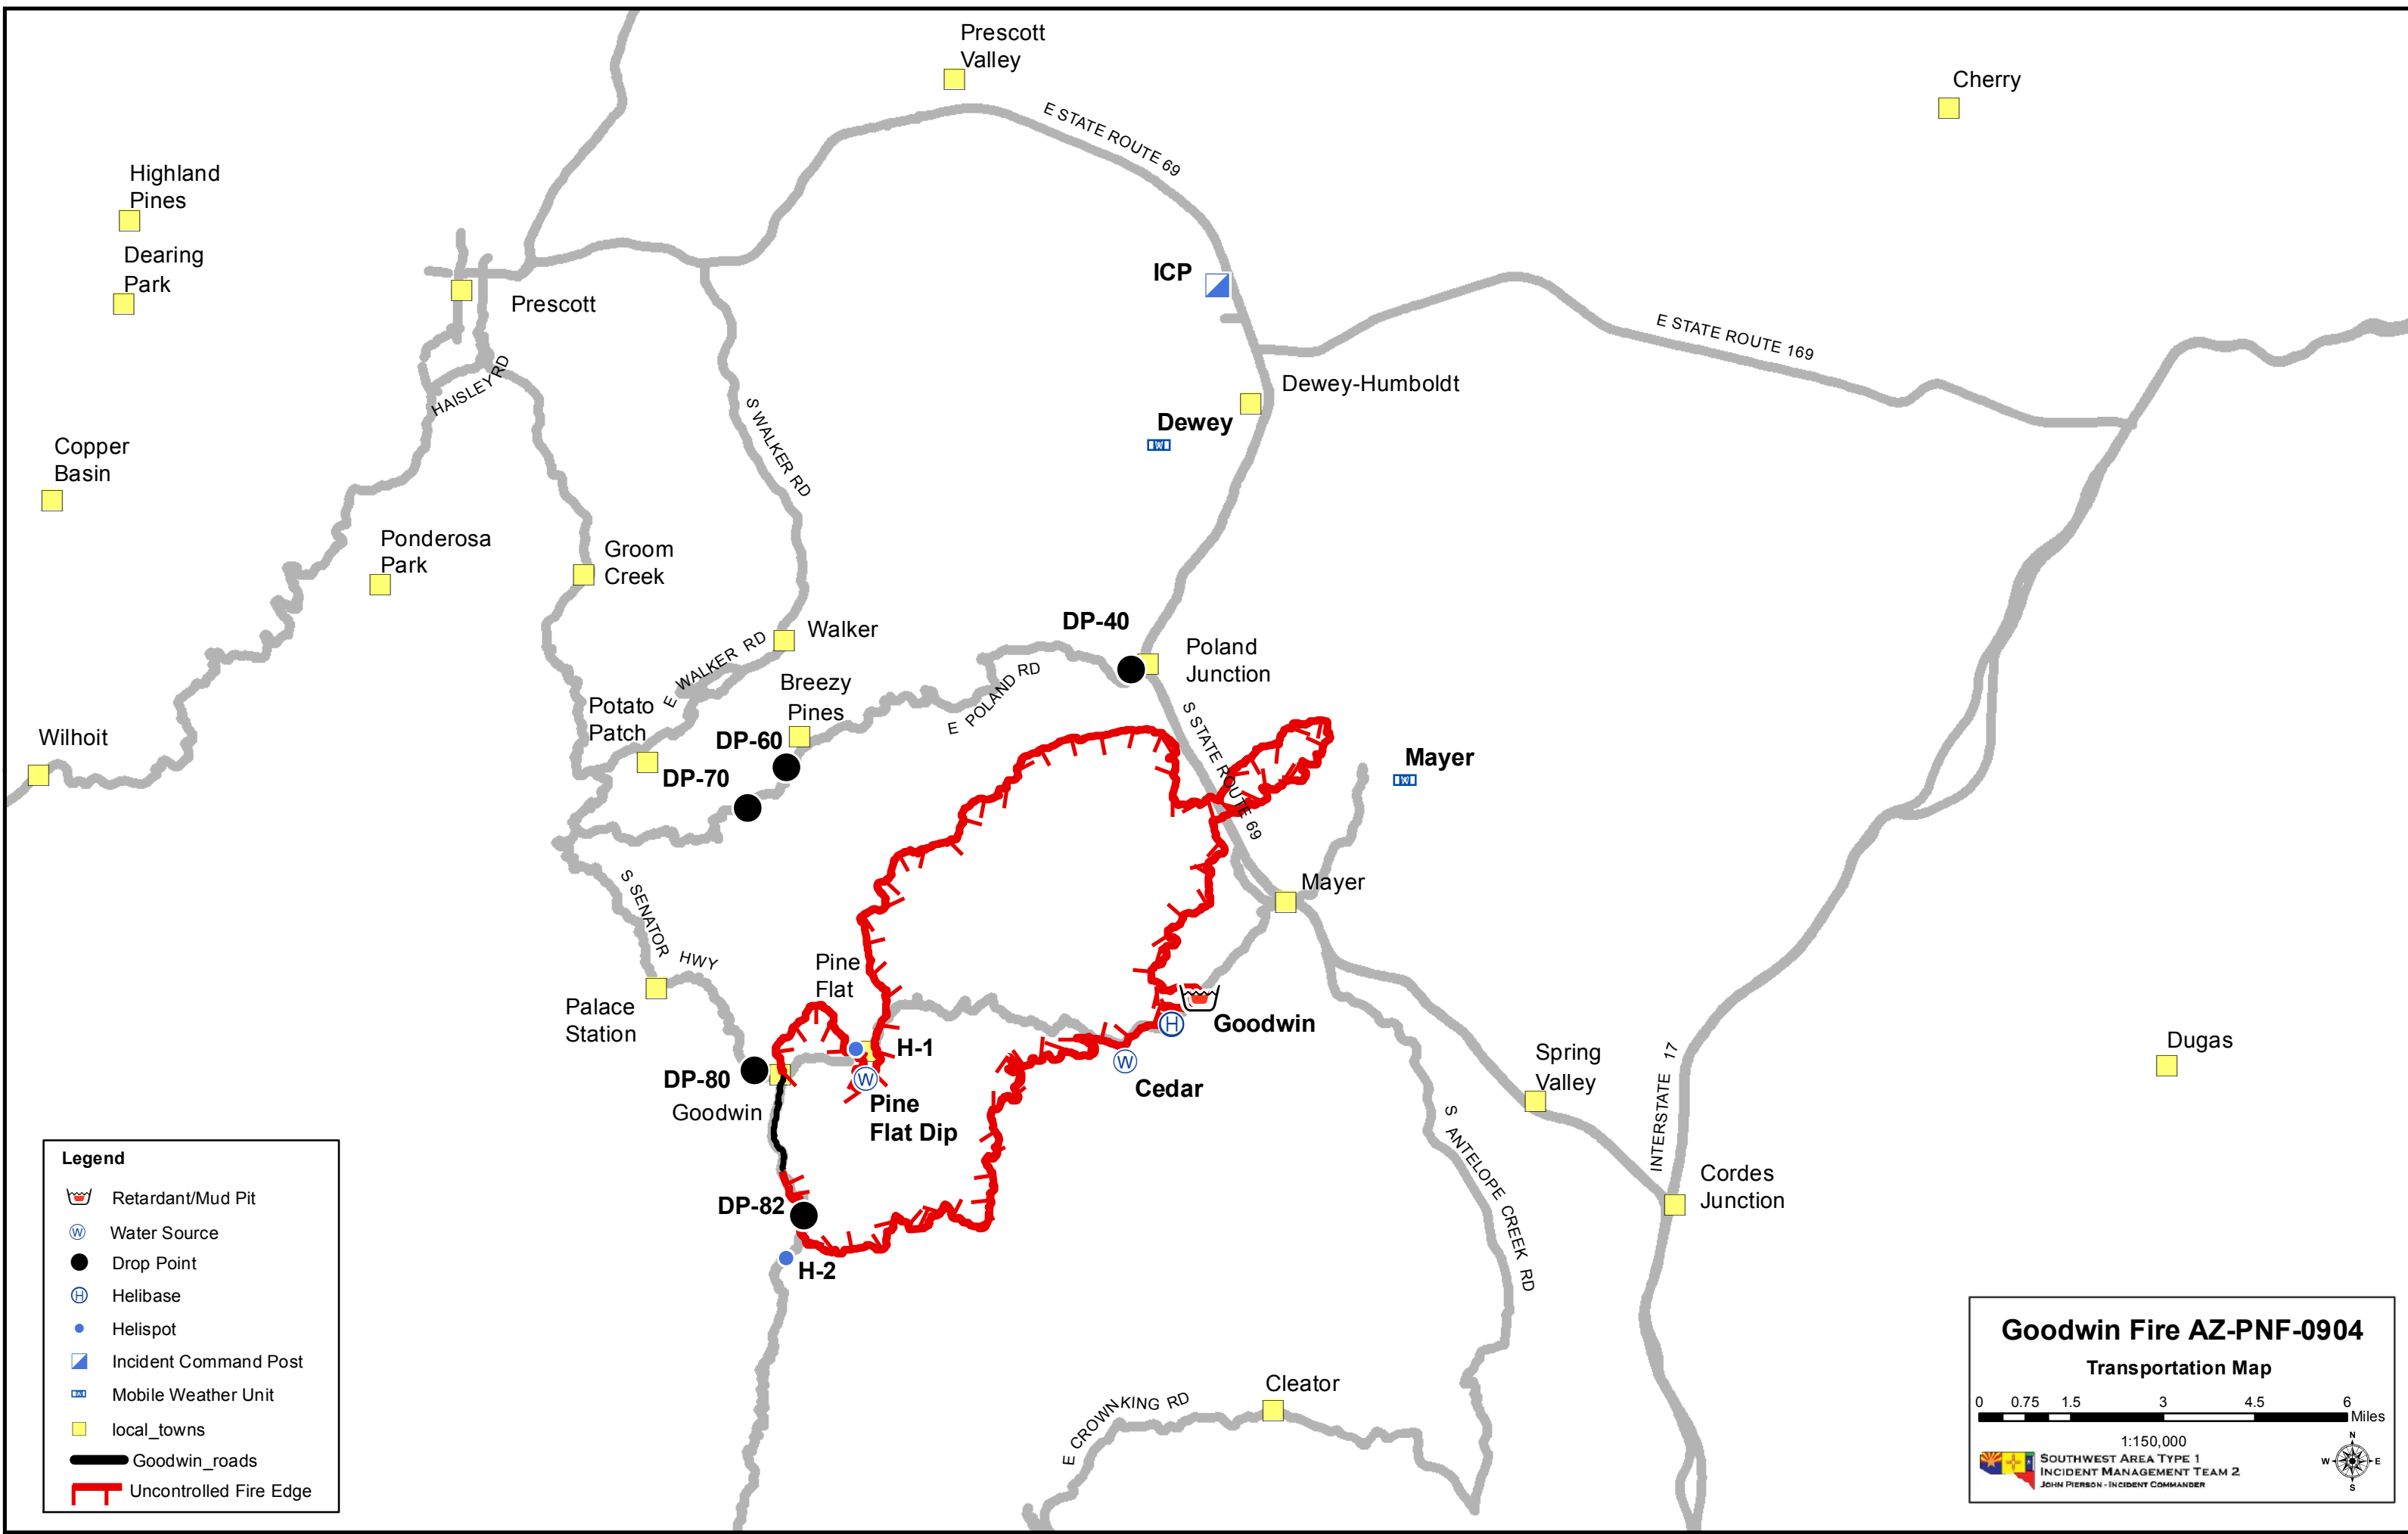 Prescott
Valley
Cherry
E STATE ROUTE 69
Highland
Pines
Dearing
Park
ICP
Prescott
E STATE ROUTE 169
HAISLEY RD
Dewey-Humboldt
Dewey
W
S WALKER RD
Copper
Basin
Ponderosa
Park
Groom
Creek
DP-40
Walker
E WALKER RD
Poland
Junction
E POLAND RD
Breezy
Pines
Potato
Patch
DP-60
DP-70
Wilhoit
S STATE ROUTE 69
Mayer
W
Mayer
S SENATOR HWY
Pine
Flat
Palace
Station
H-1
H
Goodwin
W
Cedar
DP-80
Goodwin
W
Pine
Flat Dip
Spring
Valley
INTERSTATE 17
Dugas
S ANTELOPE CREEK RD
Cordes
Junction
DP-82
H-2
Cleator
E CROWN KING RD
Legend
Retardant/Mud Pit
W Water Source
Drop Point
H Helibase
Helispot
Incident Command Post
W Mobile Weather Unit
local_towns
Goodwin_roads
Uncontrolled Fire Edge
Goodwin Fire AZ-PNF-0904
Transportation Map
0 0.75 1.5 3 4.5 6
Miles
1:150,000
SOUTHWEST AREA TYPE 1
INCIDENT MANAGEMENT TEAM 2
JOHN PIERSON - INCIDENT COMMANDER
N
W E
S